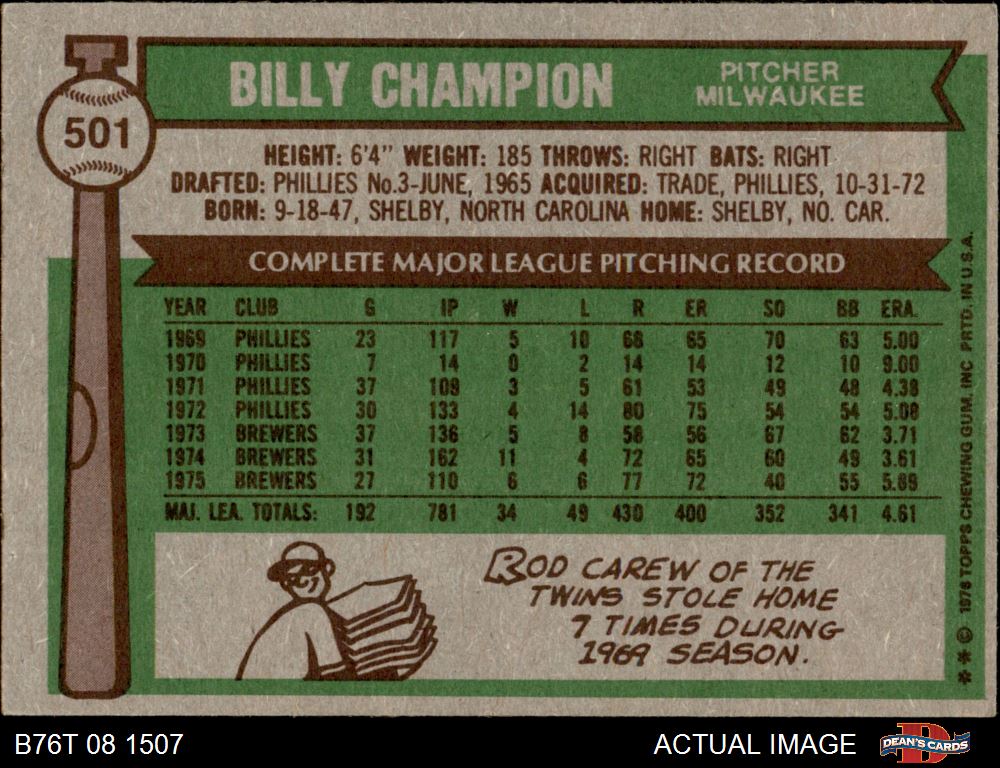 501
BILLY CHAMPION
PITCHER
MILWAUKEE
HEIGHT: 6'4" WEIGHT: 185 THROWS: RIGHT BATS: RIGHT
DRAFTED: PHILLIES No.3-JUNE, 1965 ACQUIRED: TRADE, PHILLIES, 10-31-72
BORN: 9-18-47, SHELBY, NORTH CAROLINA HOME: SHELBY, NO. CAR.
COMPLETE MAJOR LEAGUE PITCHING RECORD
YEAR CLUB G IP W L R ER SO BB ERA.
1969 PHILLIES 23 117 5 10 68 65 70 63 5.00
1970 PHILLIES 7 14 0 2 14 14 12 10 9.00
1971 PHILLIES 37 109 3 5 61 53 49 48 4.38
1972 PHILLIES 30 133 4 14 80 75 54 54 5.08
1973 BREWERS 37 136 5 8 58 56 67 62 3.71
1974 BREWERS 31 162 11 4 72 65 60 49 3.61
1975 BREWERS 27 110 6 6 77 72 40 55 5.89
MAJ. LEA. TOTALS: 192 781 34 49 430 400 352 341 4.61
ROD CAREW OF THE
TWINS STOLE HOME
7 TIMES DURING
1969 SEASON.
** © 1976 TOPPS CHEWING GUM, INC PRTD. IN U.S.A.
B76T 08 1507
ACTUAL IMAGE
DEAN'S CARDS